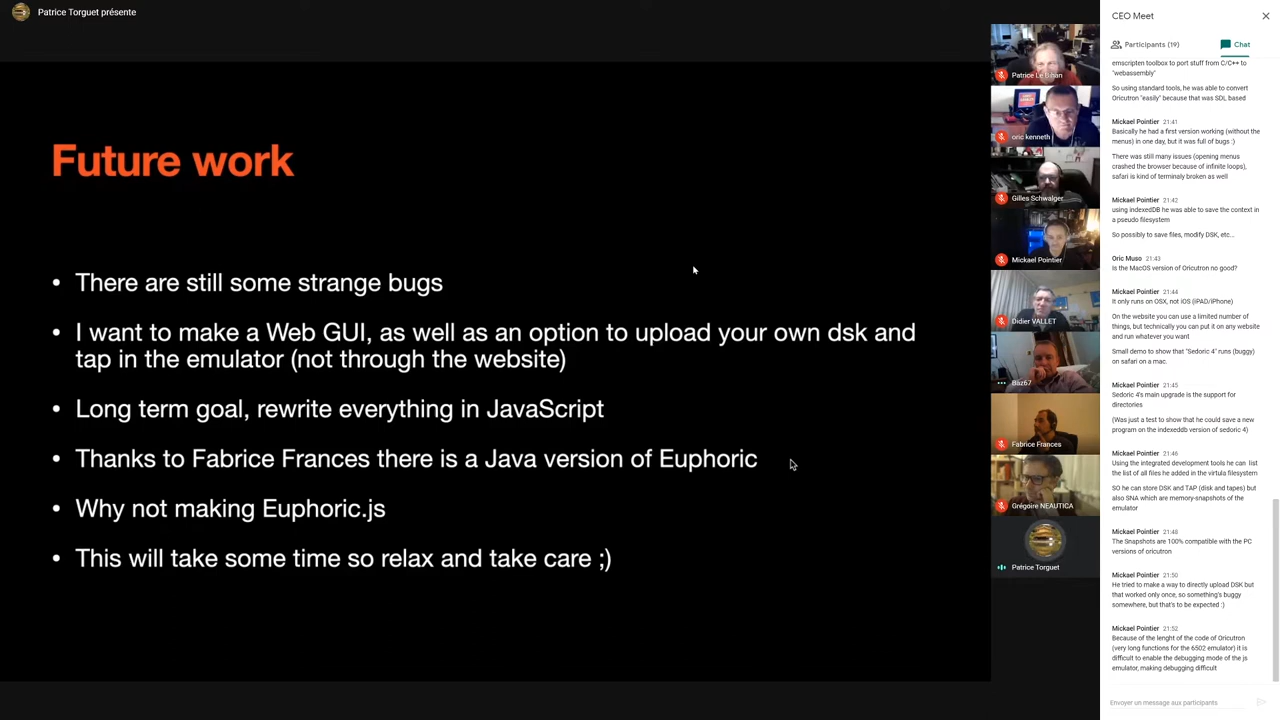 Patrice Torguet présente
Future work
• There are still some strange bugs
• I want to make a Web GUI, as well as an option to upload your own dsk and
tap in the emulator (not through the website)
• Long term goal, rewrite everything in JavaScript
• Thanks to Fabrice Frances there is a Java version of Euphoric
• Why not making Euphoric.js
• This will take some time so relax and take care ;)
Patrice Le Bihan
oric kenneth
Gilles Schwalger
Mickael Pointier
Didier VALLET
Baz67
Fabrice Frances
Grégoire NEAUTICA
Patrice Torguet
CEO Meet
Participants (19)
Chat
emscripten toolbox to port stuff from C/C++ to
"webassembly"
So using standard tools, he was able to convert
Oricutron "easily" because that was SDL based
Mickael Pointier 21:41
Basically he had a first version working (without the
menus) in one day, but it was full of bugs :)
There was still many issues (opening menus
crashed the browser because of infinite loops),
safari is kind of terminaly broken as well
Mickael Pointier 21:42
using indexedDB he was able to save the context in
a pseudo filesystem
So possibly to save files, modify DSK, etc...
Oric Muso 21:43
Is the MacOS version of Oricutron no good?
Mickael Pointier 21:44
It only runs on OSX, not iOS (iPAD/iPhone)
On the website you can use a limited number of
things, but technically you can put it on any website
and run whatever you want
Small demo to show that "Sedoric 4" runs (buggy)
on safari on a mac.
Mickael Pointier 21:45
Sedoric 4's main upgrade is the support for
directories
(Was just a test to show that he could save a new
program on the indexeddb version of sedoric 4)
Mickael Pointier 21:46
Using the integrated development tools he can list
the list of all files he added in the virtula filesystem
SO he can store DSK and TAP (disk and tapes) but
also SNA which are memory-snapshots of the
emulator
Mickael Pointier 21:48
The Snapshots are 100% compatible with the PC
versions of oricutron
Mickael Pointier 21:50
He tried to make a way to directly upload DSK but
that worked only once, so something's buggy
somewhere, but that's to be expected :)
Mickael Pointier 21:52
Because of the lenght of the code of Oricutron
(very long functions for the 6502 emulator) it is
difficult to enable the debugging mode of the js
emulator, making debugging difficult
Envoyer un message aux participants